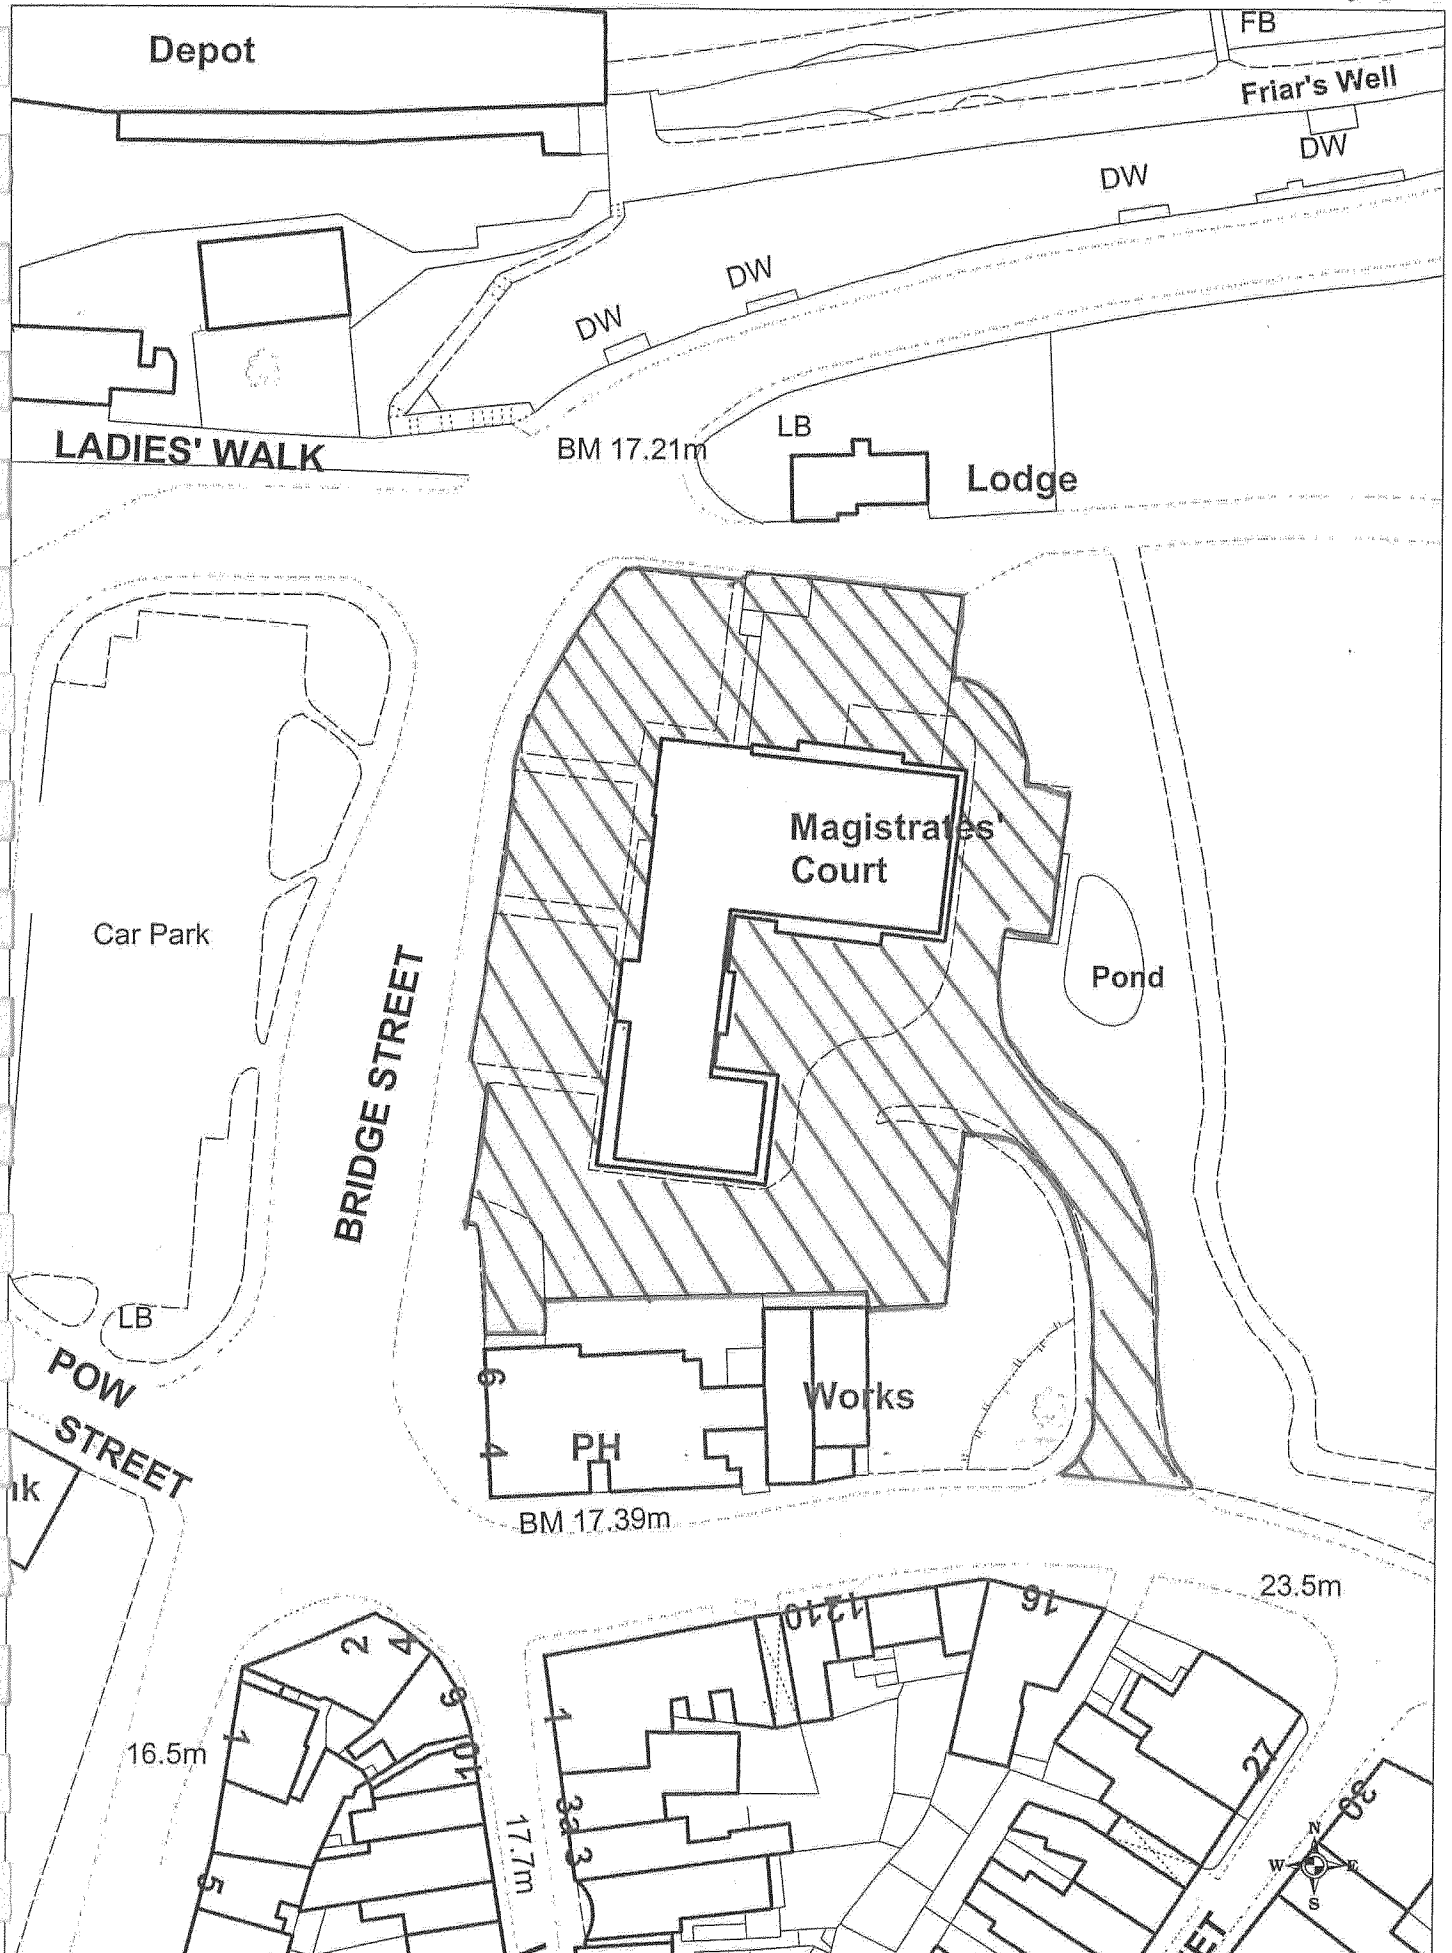 Depot
FB
Friar's Well
DW
DW
DW
DW
LADIES' WALK
BM 17.21m
LB
Lodge
Magistrates'
Court
Car Park
Pond
BRIDGE STREET
LB
POW
STREET
6
4
PH
Works
BM 17.39m
23.5m
1210
16
2
4
6
10
1
1
16.5m
27
30
3a
3
17.7m
5
N
W
E
S